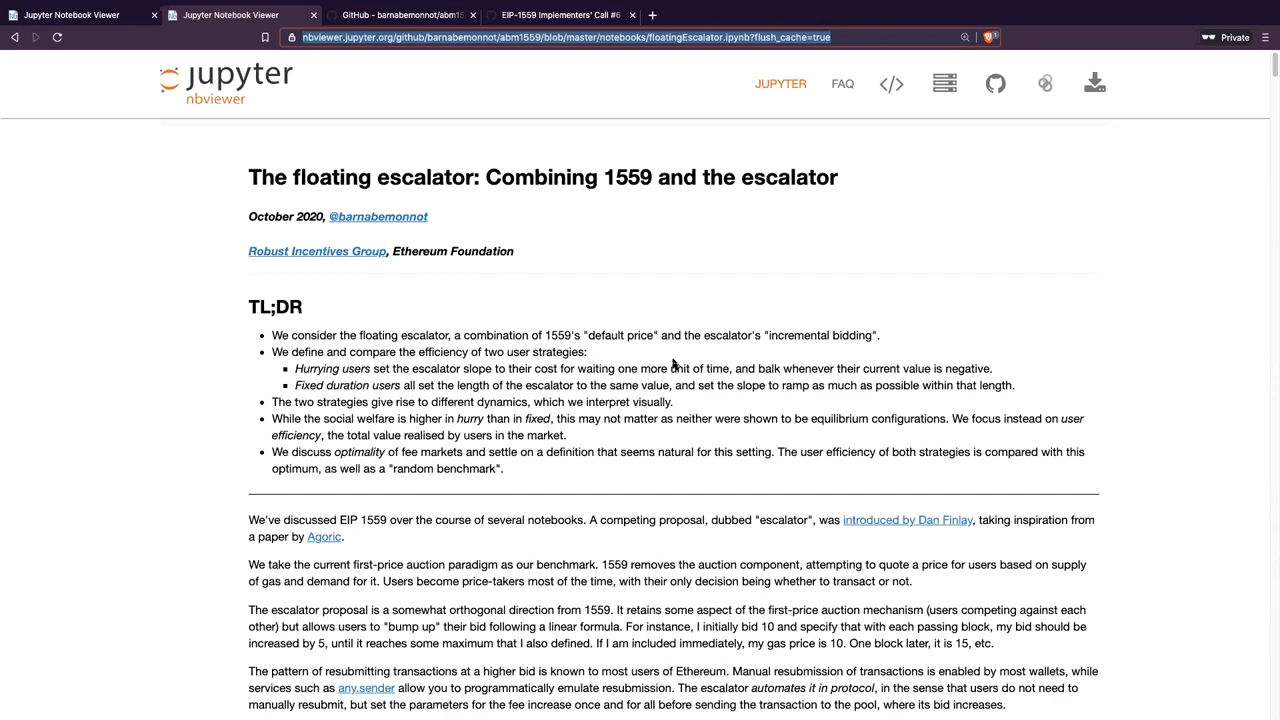 Jupyter Notebook Viewer
Jupyter Notebook Viewer
GitHub - barnabemonnot/abm15
EIP-1559 Implementers' Call #6
nbviewer.jupyter.org/github/barnabemonnot/abm1559/blob/master/notebooks/floatingEscalator.ipynb?flush_cache=true
1
Private
jupyter
nbviewer
JUPYTER
FAQ
The floating escalator: Combining 1559 and the escalator
October 2020, @barnabemonnot
Robust Incentives Group, Ethereum Foundation
TL;DR
We consider the floating escalator, a combination of 1559's "default price" and the escalator's "incremental bidding".
We define and compare the efficiency of two user strategies:
Hurrying users set the escalator slope to their cost for waiting one more unit of time, and balk whenever their current value is negative.
Fixed duration users all set the length of the escalator to the same value, and set the slope to ramp as much as possible within that length.
The two strategies give rise to different dynamics, which we interpret visually.
While the social welfare is higher in hurry than in fixed, this may not matter as neither were shown to be equilibrium configurations. We focus instead on user
efficiency, the total value realised by users in the market.
We discuss optimality of fee markets and settle on a definition that seems natural for this setting. The user efficiency of both strategies is compared with this
optimum, as well as a "random benchmark".
We've discussed EIP 1559 over the course of several notebooks. A competing proposal, dubbed "escalator", was introduced by Dan Finlay, taking inspiration from
a paper by Agoric.
We take the current first-price auction paradigm as our benchmark. 1559 removes the auction component, attempting to quote a price for users based on supply
of gas and demand for it. Users become price-takers most of the time, with their only decision being whether to transact or not.
The escalator proposal is a somewhat orthogonal direction from 1559. It retains some aspect of the first-price auction mechanism (users competing against each
other) but allows users to "bump up" their bid following a linear formula. For instance, I initially bid 10 and specify that with each passing block, my bid should be
increased by 5, until it reaches some maximum that I also defined. If I am included immediately, my gas price is 10. One block later, it is 15, etc.
The pattern of resubmitting transactions at a higher bid is known to most users of Ethereum. Manual resubmission of transactions is enabled by most wallets, while
services such as any.sender allow you to programmatically emulate resubmission. The escalator automates it in protocol, in the sense that users do not need to
manually resubmit, but set the parameters for the fee increase once and for all before sending the transaction to the pool, where its bid increases.